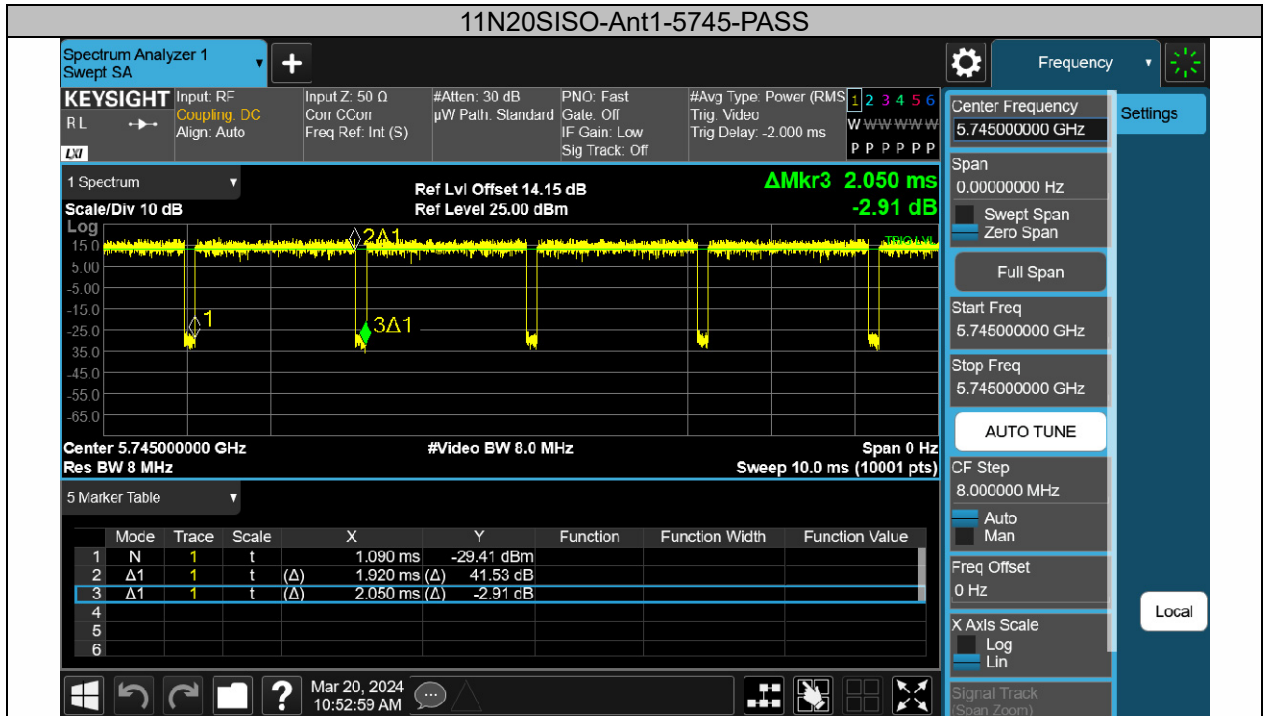 11N20SISO-Ant1-5745-PASS
Spectrum Analyzer 1
Swept SA
Frequency
KEYSIGHT
RL
LXI
Input: RF
Coupling: DC
Align: Auto
Input Z: 50 Ω
Corr CCorr
Freq Ref: Int (S)
#Atten: 30 dB
µW Path: Standard
PNO: Fast
Gate: Off
IF Gain: Low
Sig Track: Off
#Avg Type: Power (RMS
Trig: Video
Trig Delay: -2.000 ms
1 2 3 4 5 6
W W W W W W
P P P P P P
1 Spectrum
Scale/Div 10 dB
Ref Lvl Offset 14.15 dB
Ref Level 25.00 dBm
ΔMkr3 2.050 ms
-2.91 dB
Log
15.0
5.00
-5.00
-15.0
-25.0
-35.0
-45.0
-55.0
-65.0
2Δ1
TRIG LVL
1
3Δ1
Center 5.745000000 GHz
Res BW 8 MHz
#Video BW 8.0 MHz
Span 0 Hz
Sweep 10.0 ms (10001 pts)
5 Marker Table
Mode Trace Scale X Y Function Function Width Function Value
1 N 1 t 1.090 ms -29.41 dBm
2 Δ1 1 t (Δ) 1.920 ms (Δ) 41.53 dB
3 Δ1 1 t (Δ) 2.050 ms (Δ) -2.91 dB
4
5
6
?
Mar 20, 2024
10:52:59 AM
Center Frequency
5.745000000 GHz
Settings
Span
0.00000000 Hz
Swept Span
Zero Span
Full Span
Start Freq
5.745000000 GHz
Stop Freq
5.745000000 GHz
AUTO TUNE
CF Step
8.000000 MHz
Auto
Man
Freq Offset
0 Hz
Local
X Axis Scale
Log
Lin
Signal Track
(Span Zoom)